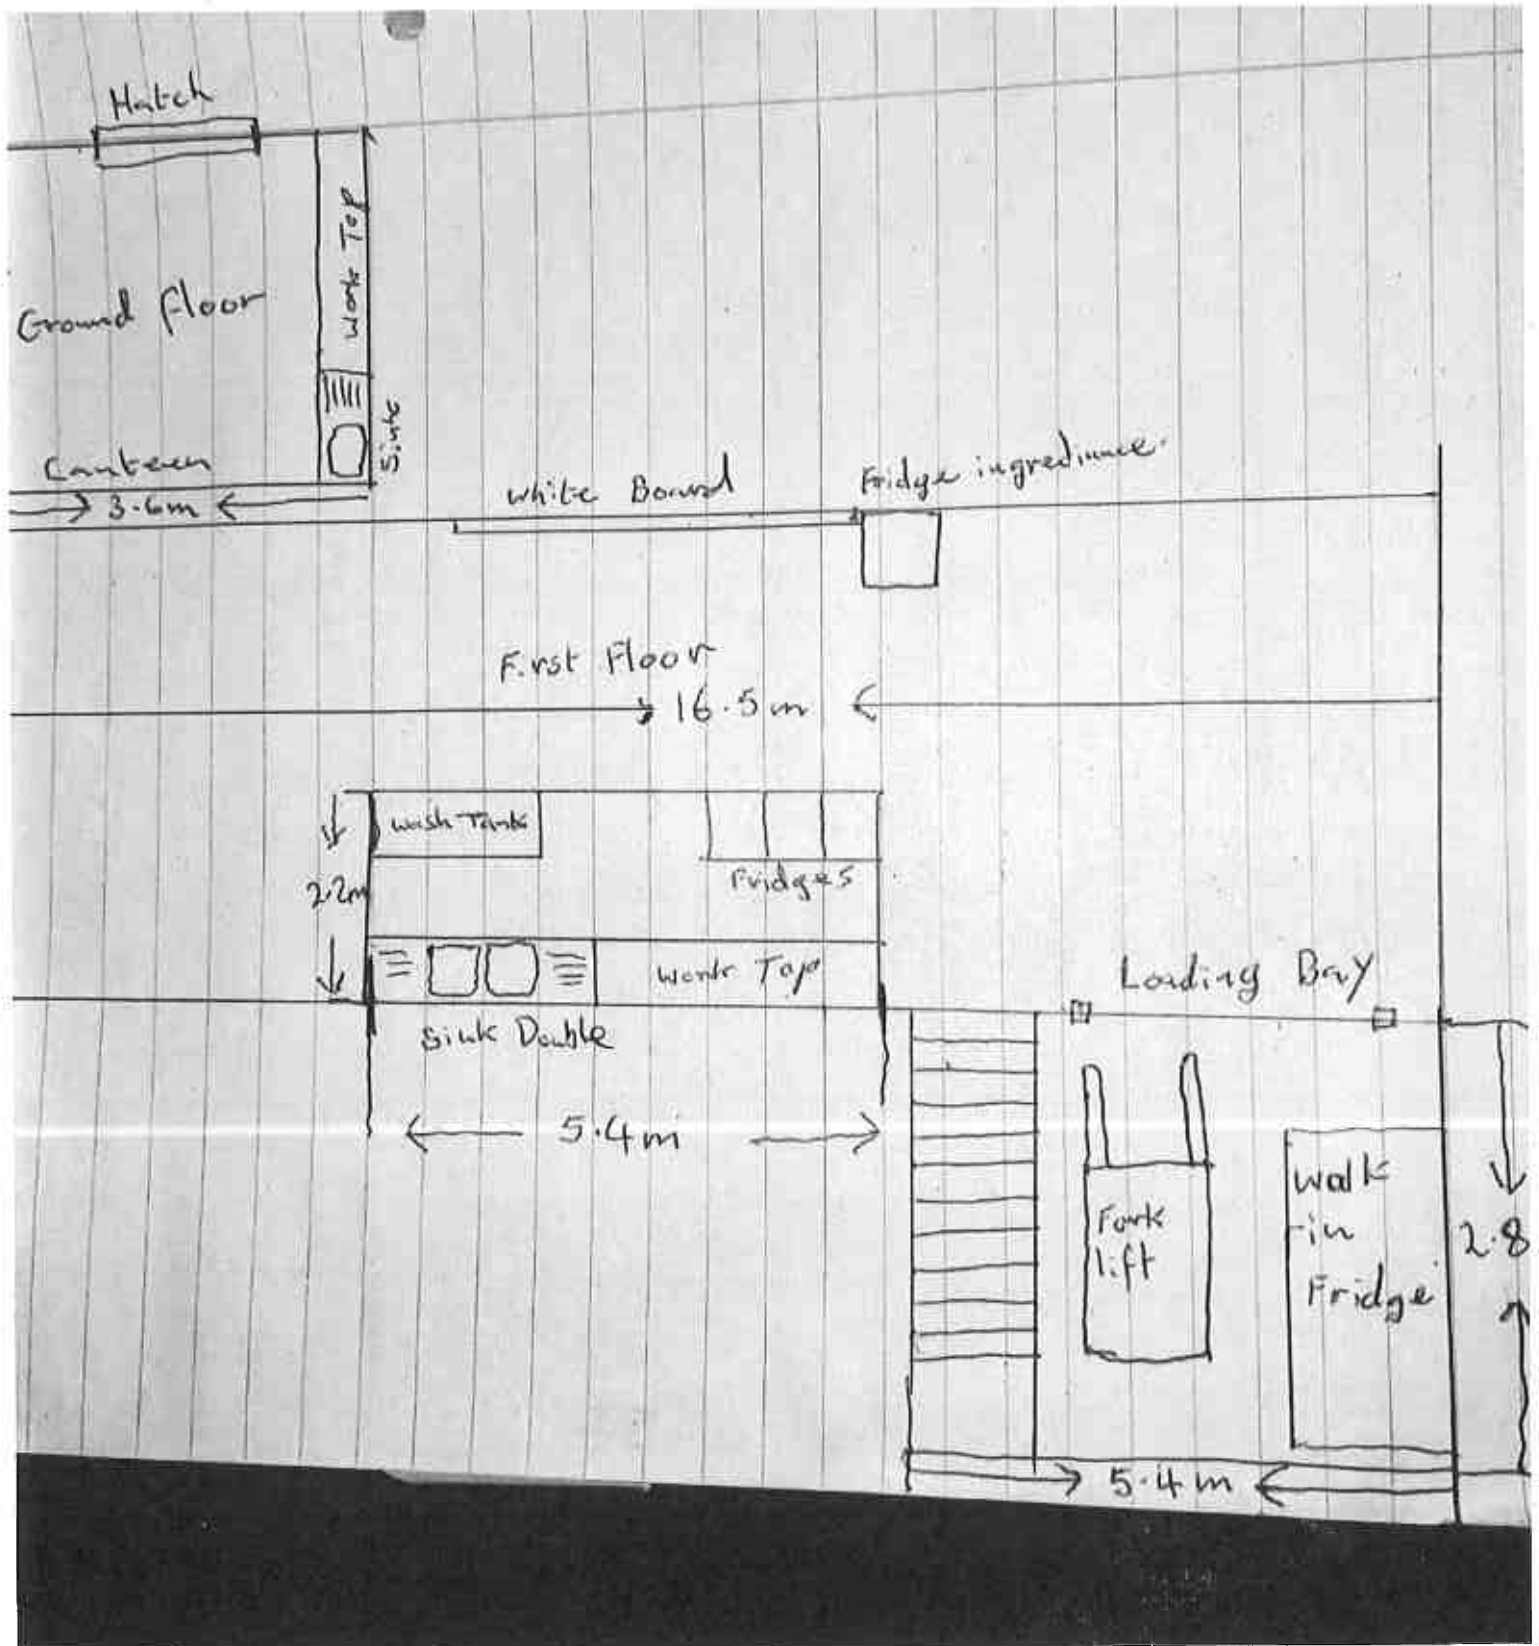 Hatch
Work Top
Ground floor
Sink
Canteen
3.6m
White Board
Fridge ingredience.
First Floor
16.5m
wash Tank
Fridges
2.2m
Work Top
Sink Double
Loading Bay
5.4m
Fork
lift
Walk
-in
Fridge
2.8
5.4m